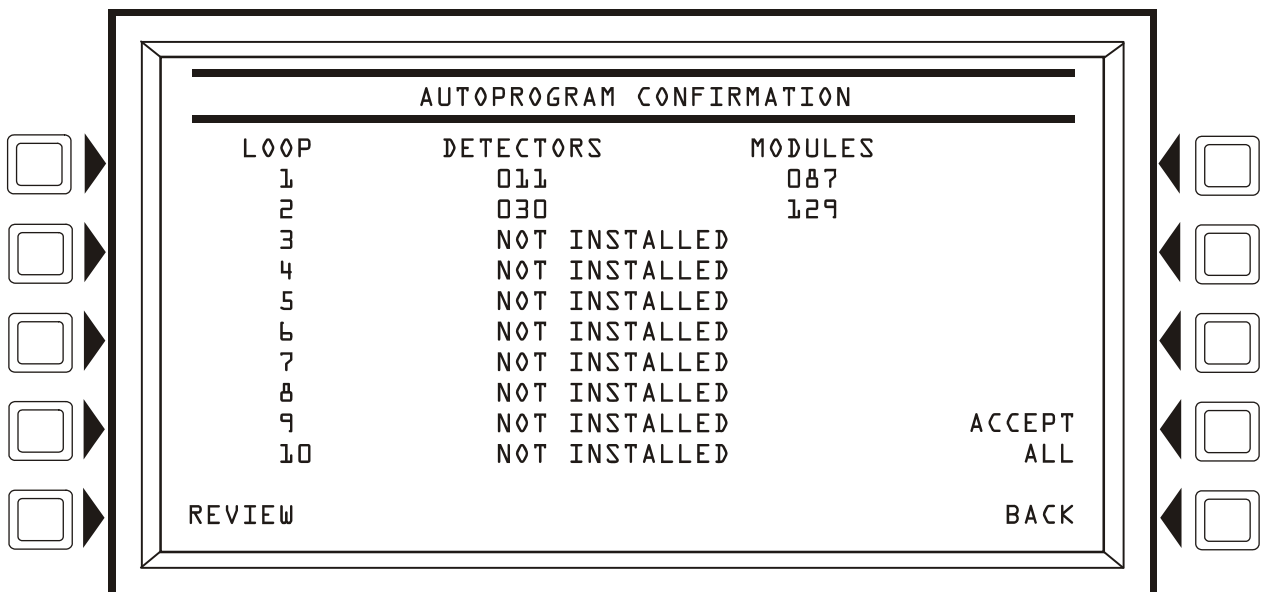 AUTOPROGRAM CONFIRMATION
LOOP DETECTORS MODULES
1 011 087
2 030 129
3 NOT INSTALLED
4 NOT INSTALLED
5 NOT INSTALLED
6 NOT INSTALLED
7 NOT INSTALLED
8 NOT INSTALLED
9 NOT INSTALLED ACCEPT
10 NOT INSTALLED ALL
REVIEW BACK